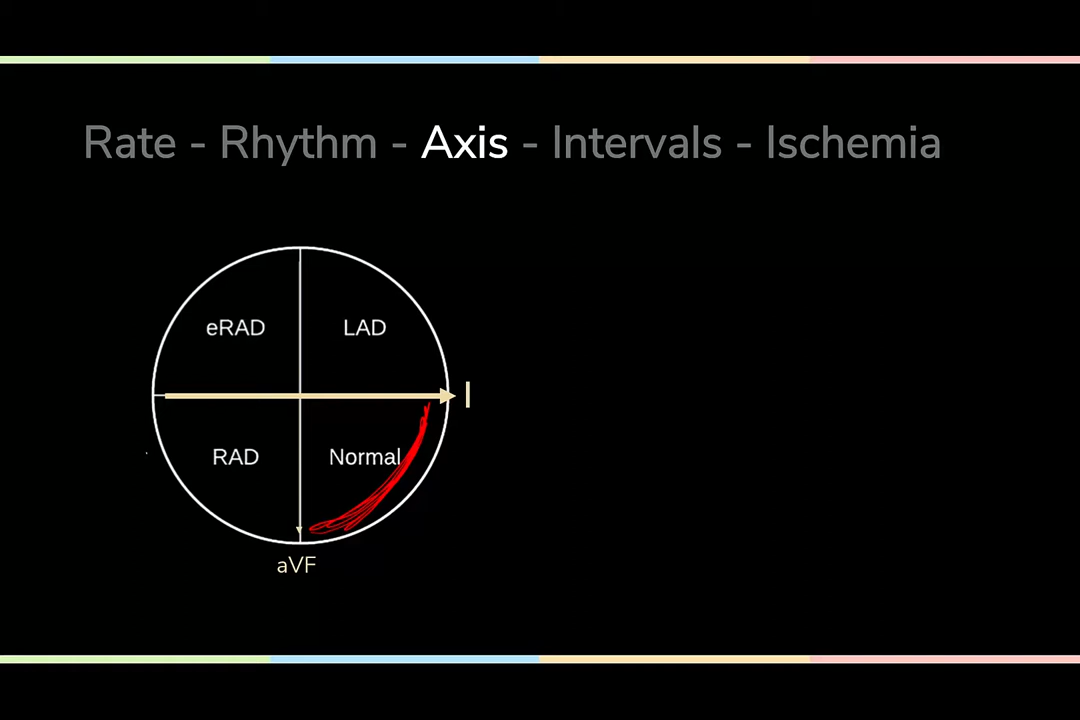 Rate - Rhythm - Axis - Intervals - Ischemia
eRAD LAD
I
RAD Normal
aVF